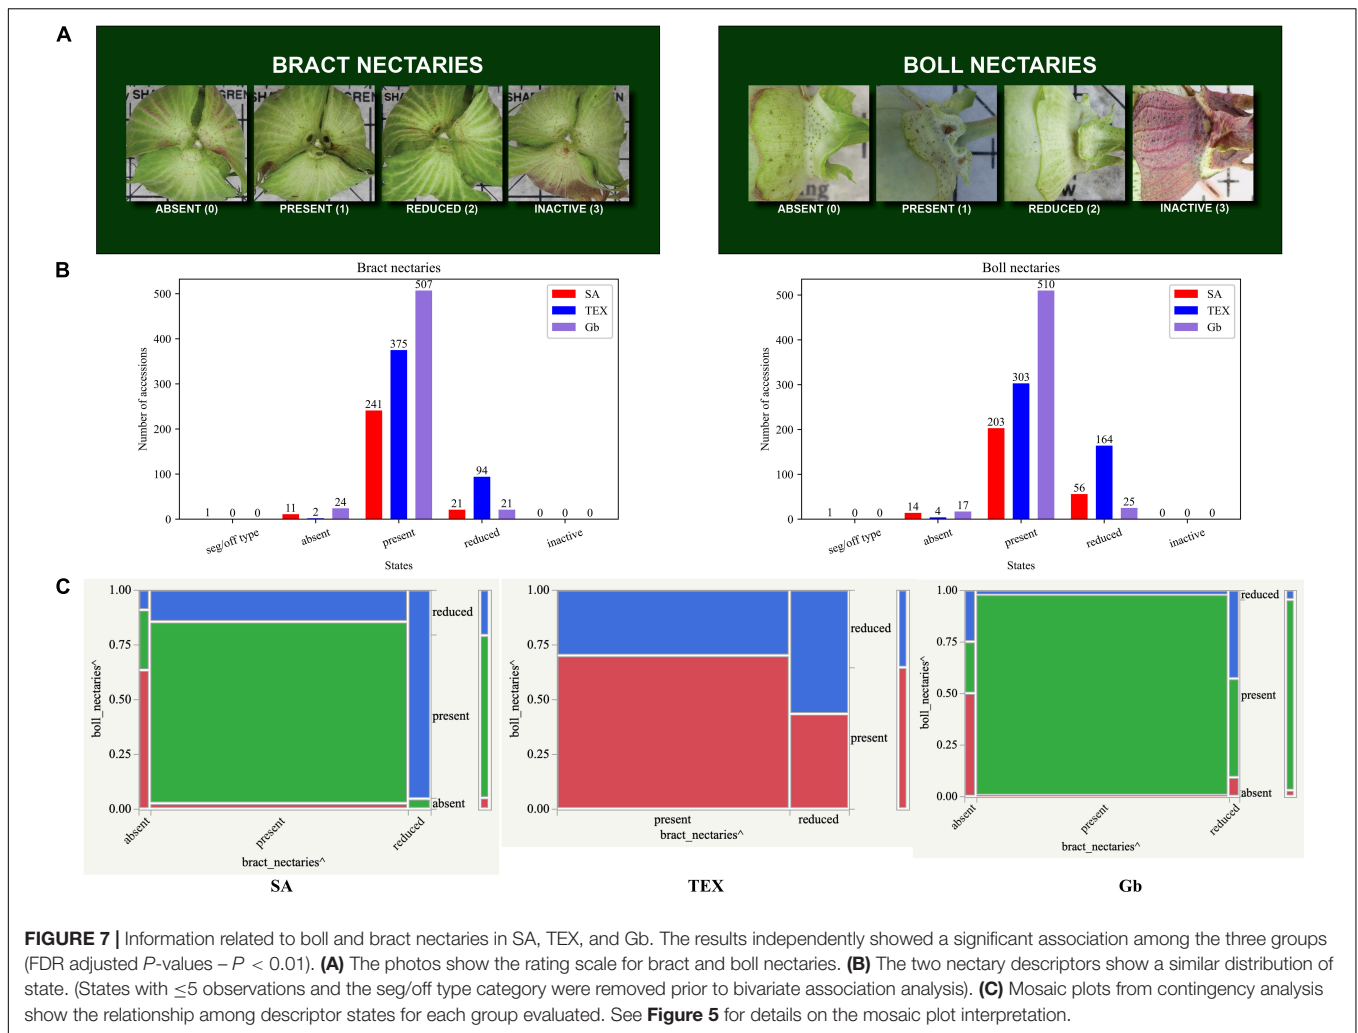 A
BRACT NECTARIES
SHA GREN SHA GREN SHA GREN SHA EN
ABSENT (0) PRESENT (1) REDUCED (2) INACTIVE (3)
BOLL NECTARIES
ABSENT (0) PRESENT (1) REDUCED (2) INACTIVE (3)
B
Bract nectaries
Number of accessions
500
400
300
200
100
0
SA
TEX
Gb
1 0 0 11 2 24 241 375 507 21 94 21 0 0 0
seg/off type absent present reduced inactive
States
Boll nectaries
Number of accessions
500
400
300
200
100
0
SA
TEX
Gb
1 0 0 14 4 17 203 303 510 56 164 25 0 0 0
seg/off type absent present reduced inactive
States
C
boll_nectaries^
1.00
0.75
0.50
0.25
0.00
reduced
present
absent
absent present reduced
bract_nectaries^
SA
boll_nectaries^
1.00
0.75
0.50
0.25
0.00
reduced
present
present reduced
bract_nectaries^
TEX
boll_nectaries^
1.00
0.75
0.50
0.25
0.00
reduced
present
absent
absent present reduced
bract_nectaries^
Gb
FIGURE 7 | Information related to boll and bract nectaries in SA, TEX, and Gb. The results independently showed a significant association among the three groups
(FDR adjusted P-values – P < 0.01). (A) The photos show the rating scale for bract and boll nectaries. (B) The two nectary descriptors show a similar distribution of
state. (States with ≤5 observations and the seg/off type category were removed prior to bivariate association analysis). (C) Mosaic plots from contingency analysis
show the relationship among descriptor states for each group evaluated. See Figure 5 for details on the mosaic plot interpretation.